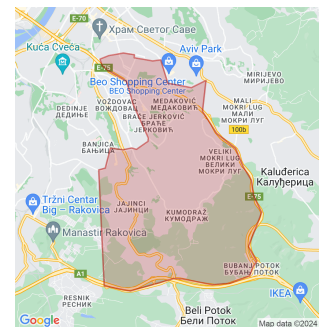 E-70
E-75
Храм Светог Саве
Кућа Cveća
Aviv Park
Beo Shopping Center
BEO Shopping Center
MIRIJEVO
МИРИЈЕВО
VOŽDOVAC
ВОЖДОВАЦ
MEDAKOVIĆ
МЕДАКОВИЋ
DEDINJE
ДЕДИЊЕ
MALI
MOKRI LUG
МАЛИ
МОКРИ ЛУГ
BRAĆE JERKOVIĆ
БРАЋЕ
ЈЕРКОВИЋ
100b
BANJICA
БАЊИЦА
VELIKI
MOKRI LUG
ВЕЛИКИ
МОКРИ ЛУГ
Kaluđerica
Калуђерица
E-75
Tržni Centar
Big – Rakovica
JAJINCI
ЈАЈИНЦИ
KUMODRAŽ
КУМОДРАЖ
Manastir Rakovica
BUBANJ POTOK
БУБАЊ ПОТОК
A1
E-75
RESNIK
РЕСНИК
IKEA
Beli Potok
Бели Поток
Google
Map data ©2024